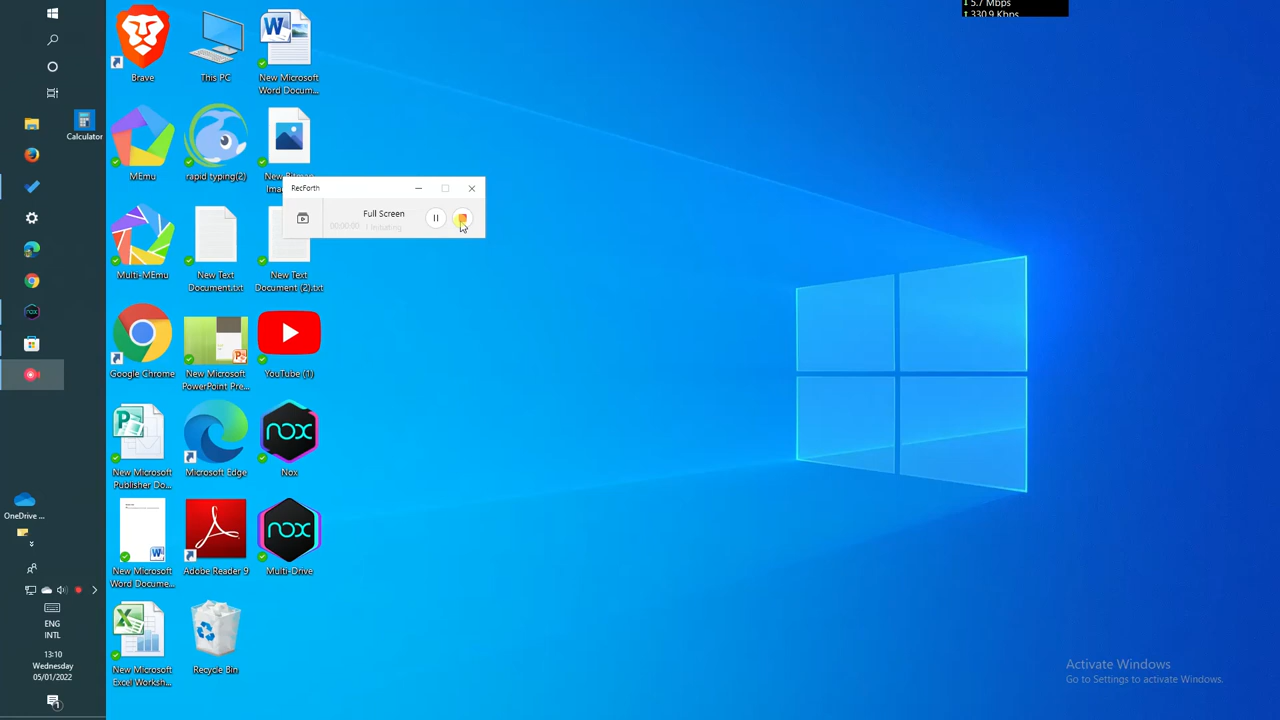 ↓ 5.7 Mbps
↑ 330.9 Kbps
Brave
This PC
New Microsoft
Word Docum...
Calculator
MEmu
rapid typing(2)
RecForth
Full Screen
00:00:00
Multi-MEmu
New Text
Document.txt
New Text
Document (2).txt
Google Chrome
New Microsoft
PowerPoint Pre...
YouTube (1)
New Microsoft
Publisher Do...
Microsoft Edge
nox
Nox
OneDrive ...
New Microsoft
Word Docume...
Adobe Reader 9
nox
Multi-Drive
ENG
INTL
13:10
Wednesday
05/01/2022
New Microsoft
Excel Worksh...
Recycle Bin
Activate Windows
Go to Settings to activate Windows.
1